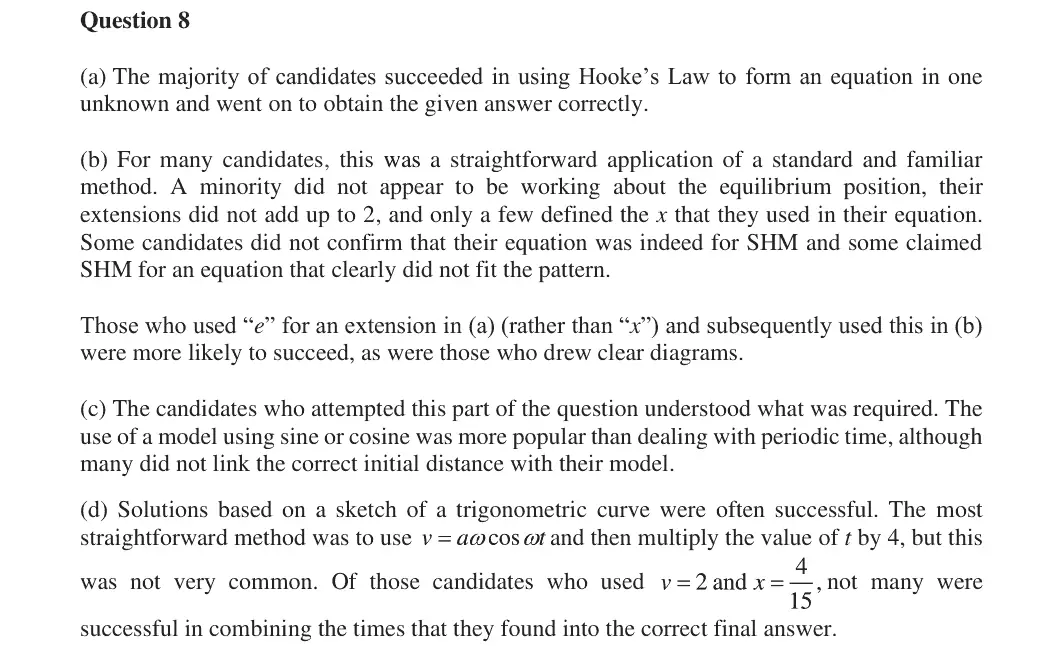 Question 8
(a) The majority of candidates succeeded in using Hooke’s Law to form an equation in one
unknown and went on to obtain the given answer correctly.
(b) For many candidates, this was a straightforward application of a standard and familiar
method. A minority did not appear to be working about the equilibrium position, their
extensions did not add up to 2, and only a few defined the x that they used in their equation.
Some candidates did not confirm that their equation was indeed for SHM and some claimed
SHM for an equation that clearly did not fit the pattern.
Those who used “e” for an extension in (a) (rather than “x”) and subsequently used this in (b)
were more likely to succeed, as were those who drew clear diagrams.
(c) The candidates who attempted this part of the question understood what was required. The
use of a model using sine or cosine was more popular than dealing with periodic time, although
many did not link the correct initial distance with their model.
(d) Solutions based on a sketch of a trigonometric curve were often successful. The most
straightforward method was to use v = aω cos ωt and then multiply the value of t by 4, but this
was not very common. Of those candidates who used v = 2 and x = 4/15, not many were
successful in combining the times that they found into the correct final answer.